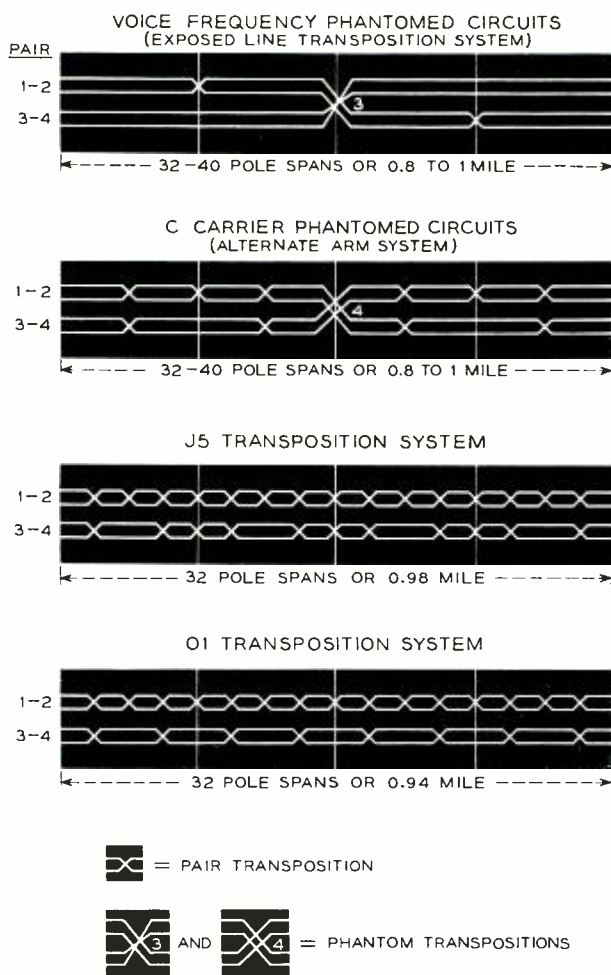 VOICE FREQUENCY PHANTOMED CIRCUITS
(EXPOSED LINE TRANSPOSITION SYSTEM)
PAIR
1-2
3
3-4
32-40 POLE SPANS OR 0.8 TO 1 MILE
C CARRIER PHANTOMED CIRCUITS
(ALTERNATE ARM SYSTEM)
1-2
4
3-4
32-40 POLE SPANS OR 0.8 TO 1 MILE
J5 TRANSPOSITION SYSTEM
1-2
3-4
32 POLE SPANS OR 0.98 MILE
O1 TRANSPOSITION SYSTEM
1-2
3-4
32 POLE SPANS OR 0.94 MILE
= PAIR TRANSPOSITION
3 AND 4 = PHANTOM TRANSPOSITIONS